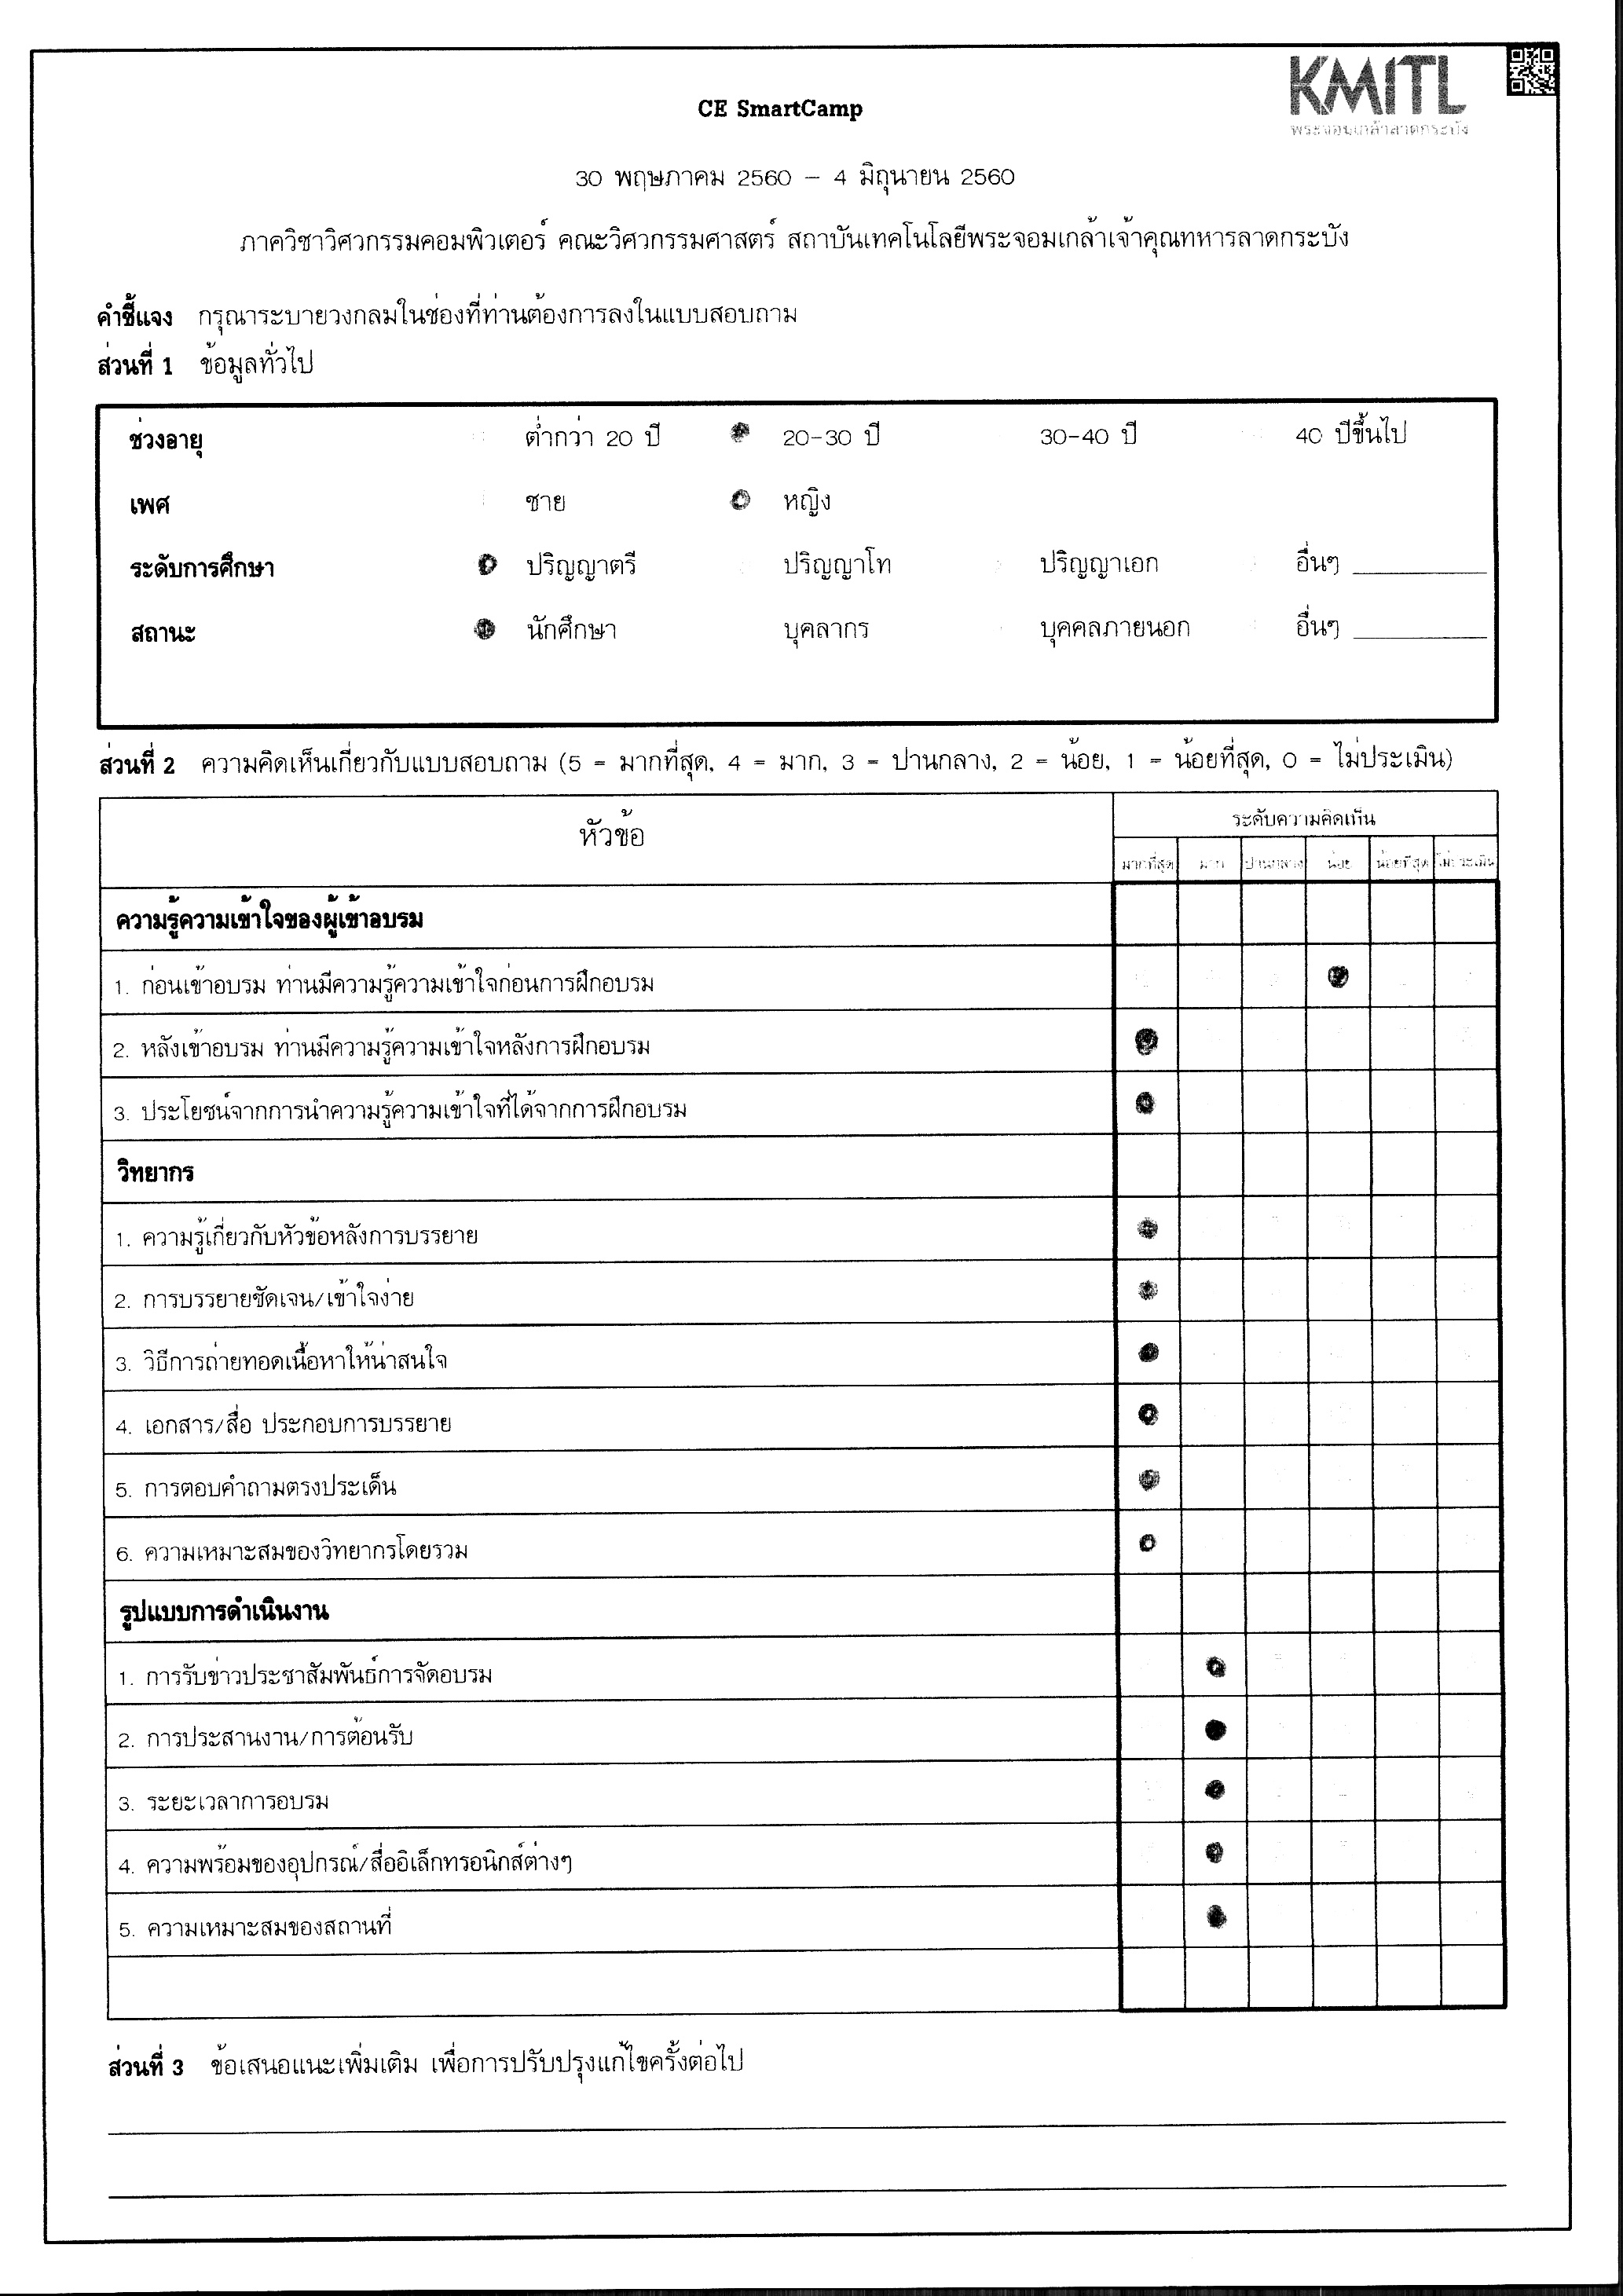 KMITL
พระจอมเกล้าลาดกระบัง
CE SmartCamp
30 พฤษภาคม 2560 - 4 มิถุนายน 2560
ภาควิชาวิศวกรรมคอมพิวเตอร์ คณะวิศวกรรมศาสตร์ สถาบันเทคโนโลยีพระจอมเกล้าเจ้าคุณทหารลาดกระบัง
คำชี้แจง กรุณาระบายวงกลมในช่องที่ท่านต้องการลงในแบบสอบถาม
ส่วนที่ 1 ข้อมูลทั่วไป
ช่วงอายุ ต่ำกว่า 20 ปี 20-30 ปี 30-40 ปี 40 ปีขึ้นไป
เพศ ชาย หญิง
ระดับการศึกษา ปริญญาตรี ปริญญาโท ปริญญาเอก อื่นๆ
สถานะ นักศึกษา บุคลากร บุคคลภายนอก อื่นๆ
ส่วนที่ 2 ความคิดเห็นเกี่ยวกับแบบสอบถาม (5 = มากที่สุด, 4 = มาก, 3 = ปานกลาง, 2 = น้อย, 1 = น้อยที่สุด, 0 = ไม่ประเมิน)
หัวข้อ ระดับความคิดเห็น
มากที่สุด มาก ปานกลาง น้อย น้อยที่สุด ไม่ประเมิน
ความรู้ความเข้าใจของผู้เข้าอบรม
1. ก่อนเข้าอบรม ท่านมีความรู้ความเข้าใจก่อนการฝึกอบรม
2. หลังเข้าอบรม ท่านมีความรู้ความเข้าใจหลังการฝึกอบรม
3. ประโยชน์จากการนำความรู้ความเข้าใจที่ได้จากการฝึกอบรม
วิทยากร
1. ความรู้เกี่ยวกับหัวข้อหลังการบรรยาย
2. การบรรยายชัดเจน/เข้าใจง่าย
3. วิธีการถ่ายทอดเนื้อหาให้น่าสนใจ
4. เอกสาร/สื่อ ประกอบการบรรยาย
5. การตอบคำถามตรงประเด็น
6. ความเหมาะสมของวิทยากรโดยรวม
รูปแบบการดำเนินงาน
1. การรับข่าวประชาสัมพันธ์การจัดอบรม
2. การประสานงาน/การต้อนรับ
3. ระยะเวลาการอบรม
4. ความพร้อมของอุปกรณ์/สื่ออิเล็กทรอนิกส์ต่างๆ
5. ความเหมาะสมของสถานที่
ส่วนที่ 3 ข้อเสนอแนะเพิ่มเติม เพื่อการปรับปรุงแก้ไขครั้งต่อไป